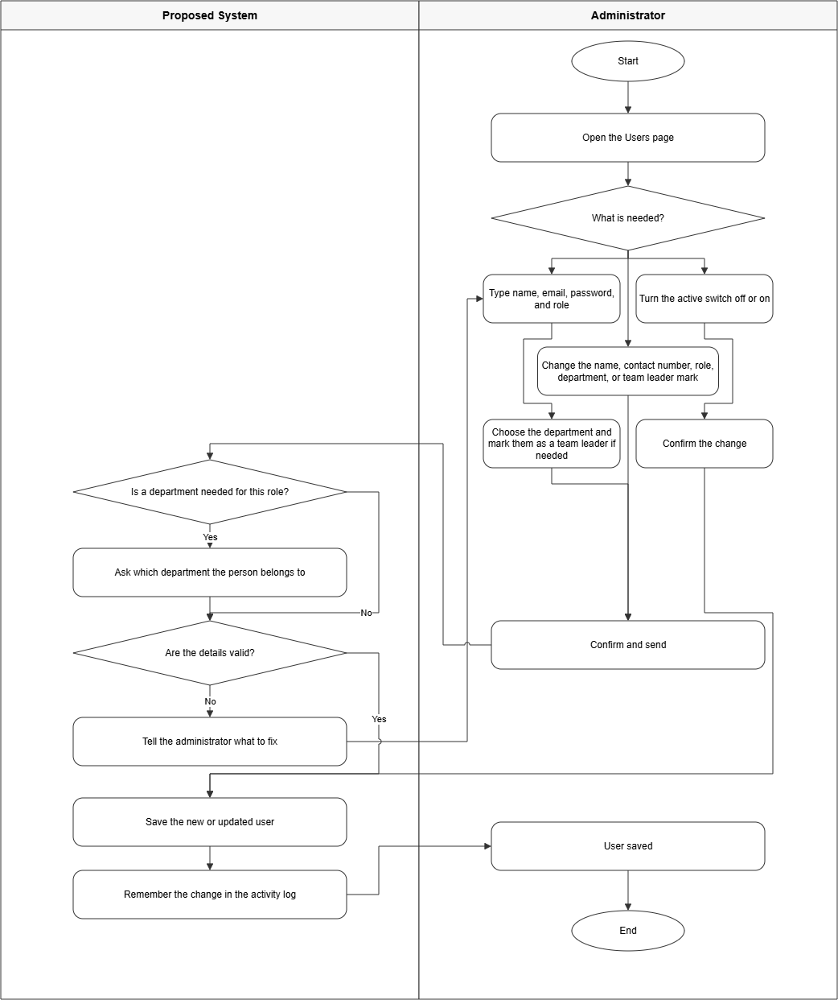 Proposed System
Administrator
Start
Open the Users page
What is needed?
Type name, email, password,
and role
Turn the active switch off or on
Change the name, contact number, role,
department, or team leader mark
Choose the department and
mark them as a team leader if
needed
Confirm the change
Is a department needed for this role?
Yes
Ask which department the person belongs to
No
Are the details valid?
Confirm and send
No
Yes
Tell the administrator what to fix
Save the new or updated user
User saved
Remember the change in the activity log
End